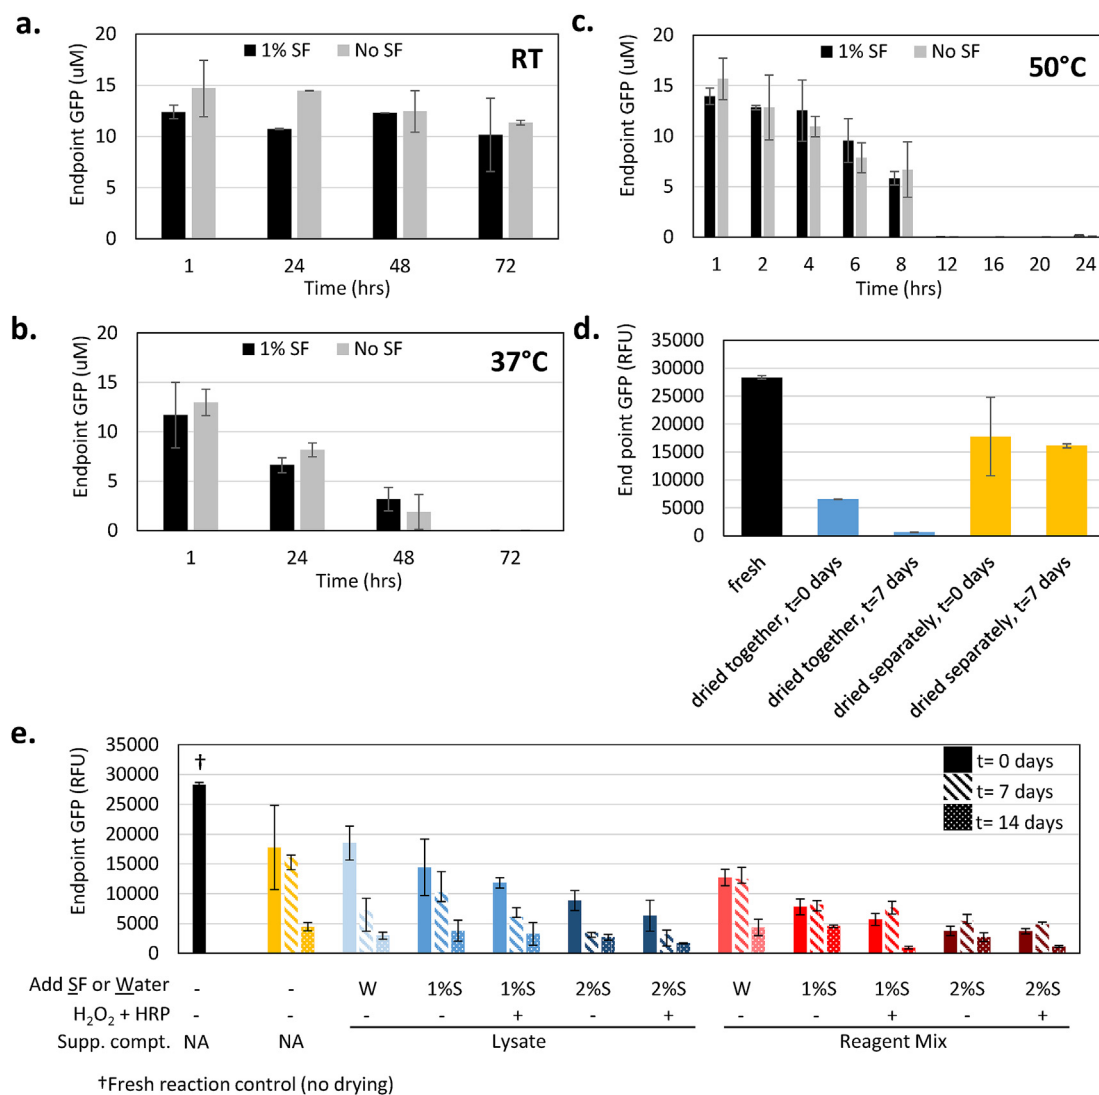 a.
Endpoint GFP (uM)
20
15
10
5
0
1% SF
No SF
RT
1 24 48 72
Time (hrs)
c.
Endpoint GFP (uM)
20
15
10
5
0
1% SF
No SF
50°C
1 2 4 6 8 12 16 20 24
Time (hrs)
b.
Endpoint GFP (uM)
20
15
10
5
0
1% SF
No SF
37°C
1 24 48 72
Time (hrs)
d.
End point GFP (RFU)
35000
30000
25000
20000
15000
10000
5000
0
fresh
dried together, t=0 days
dried together, t=7 days
dried separately, t=0 days
dried separately, t=7 days
e.
Endpoint GFP (RFU)
35000
30000
25000
20000
15000
10000
5000
0
†
t= 0 days
t= 7 days
t= 14 days
Add SF or Water - - W 1%S 1%S 2%S 2%S W 1%S 1%S 2%S 2%S
H₂O₂ + HRP - - - - + - + - - + - +
Supp. compt. NA NA Lysate Reagent Mix
†Fresh reaction control (no drying)